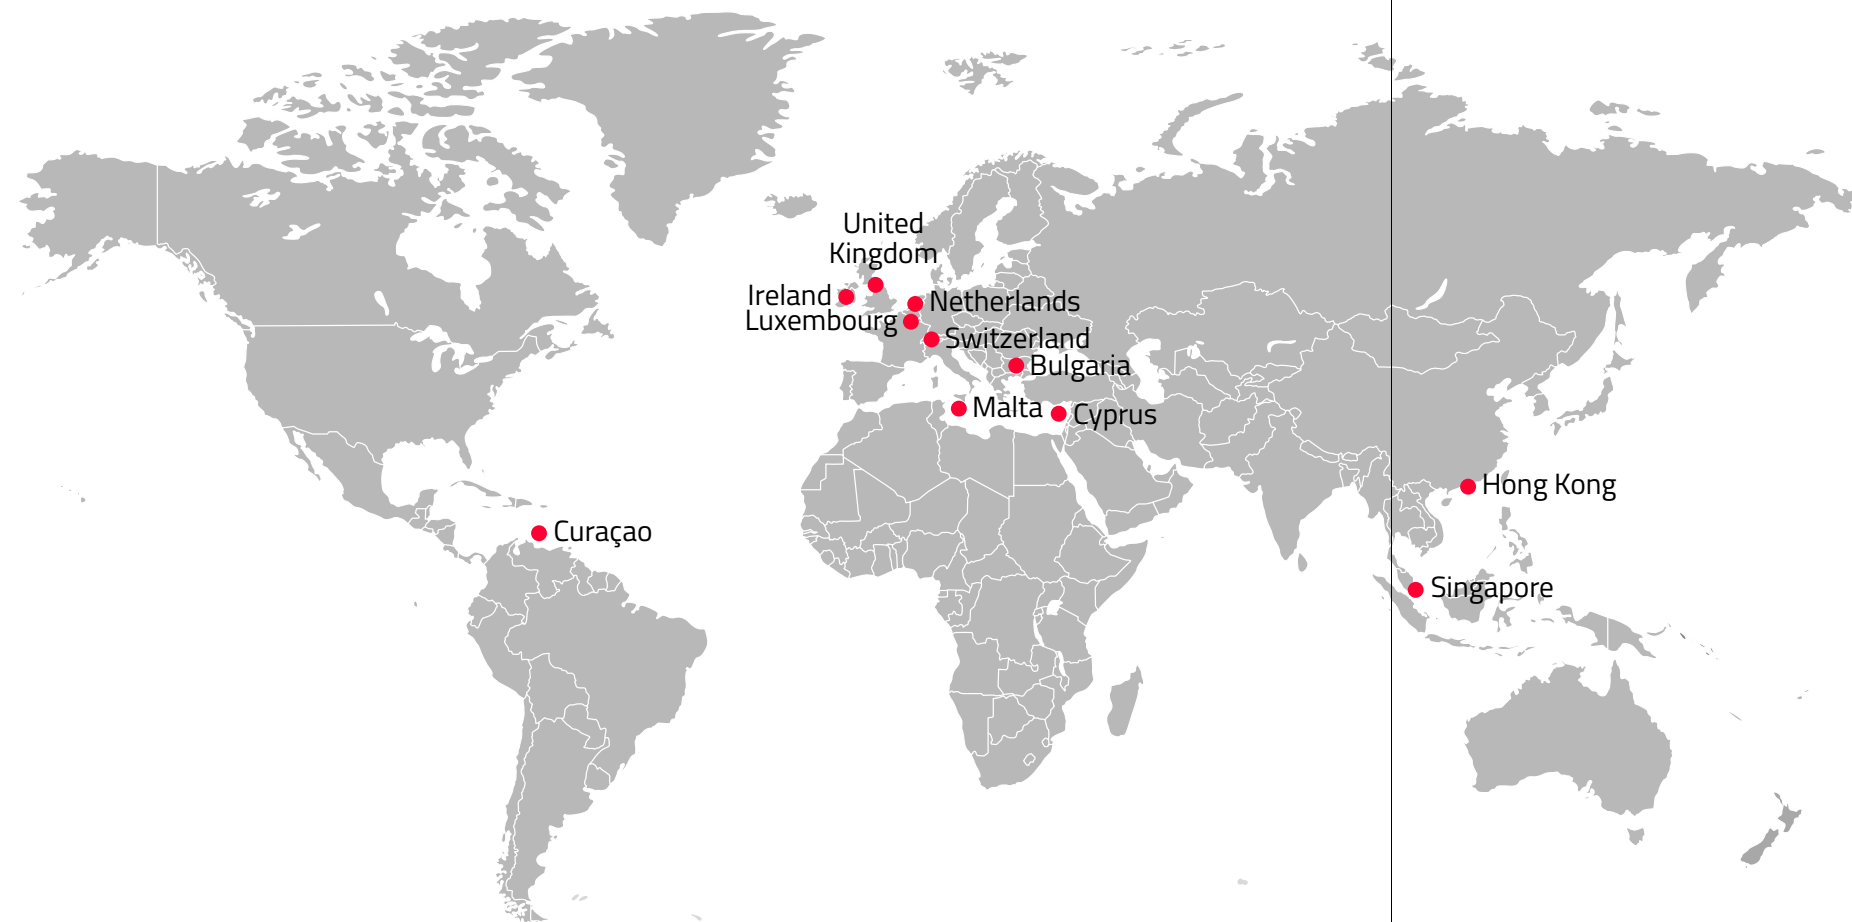 United
Kingdom
Ireland
Netherlands
Luxembourg
Switzerland
Bulgaria
Malta
Cyprus
Hong Kong
Curaçao
Singapore